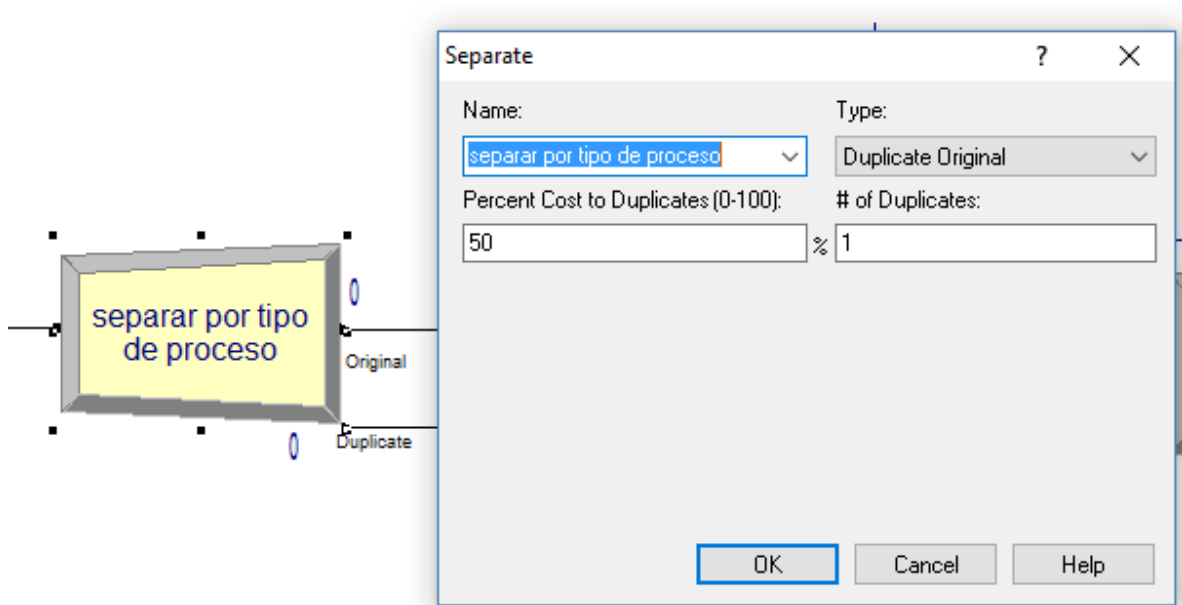 Separate ? X
Name: Type:
separar por tipo de proceso Duplicate Original
Percent Cost to Duplicates (0-100): # of Duplicates:
50 % 1
0
separar por tipo
de proceso
Original
0 Duplicate
OK Cancel Help